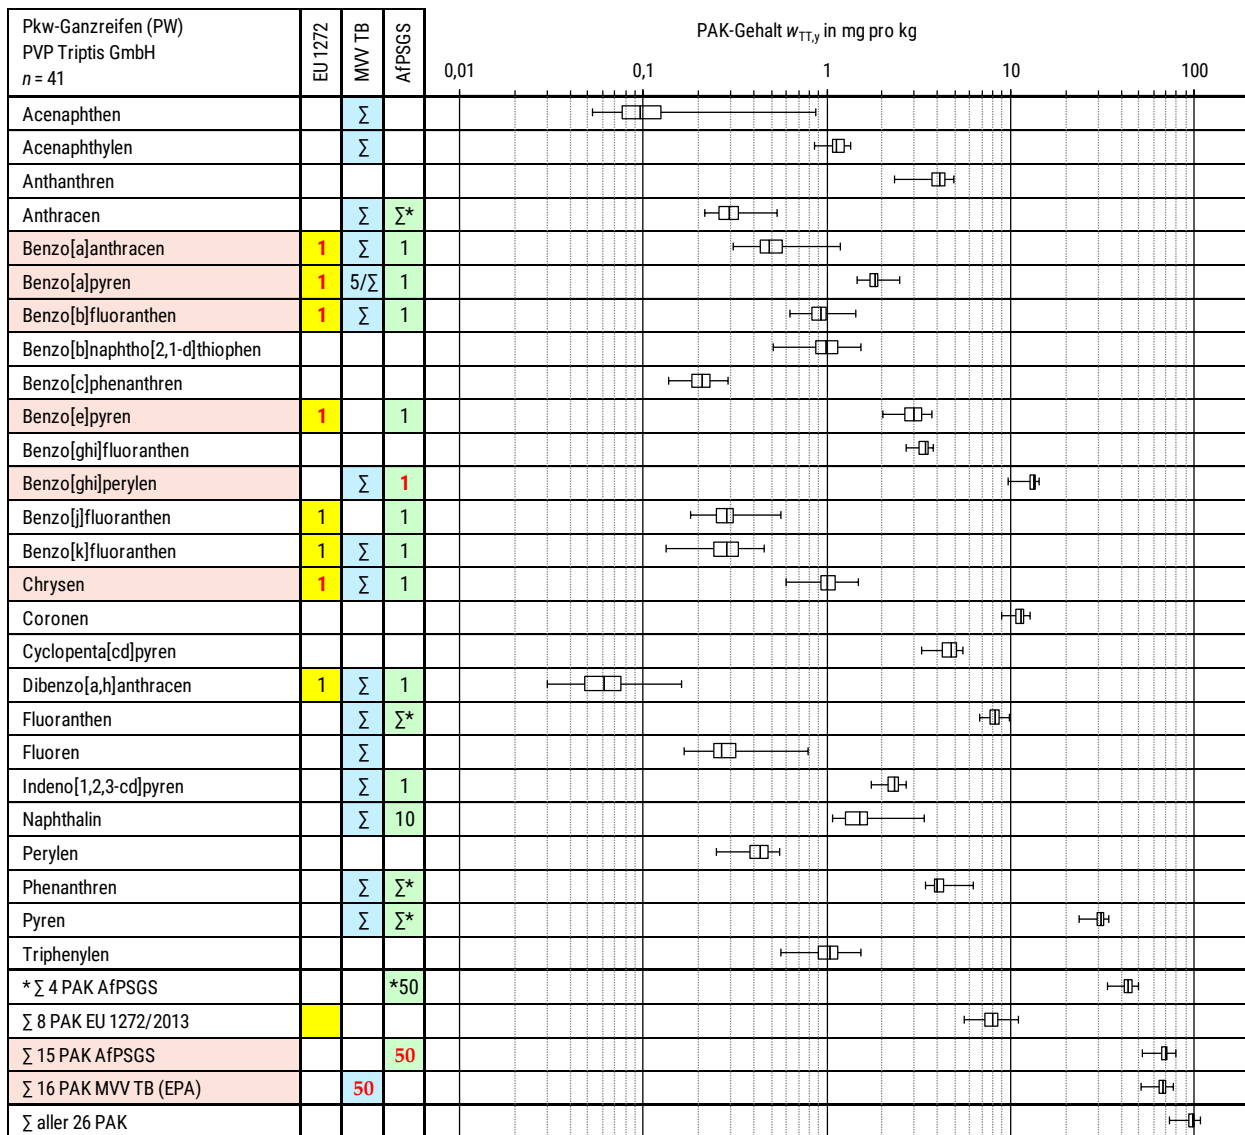 Pkw-Ganzreifen (PW)
PVP Triptis GmbH
n = 41
EU 1272
MVV TB
AfPSGS
PAK-Gehalt wTT,y in mg pro kg
0,01 0,1 1 10 100
Acenaphthen Σ
Acenaphthylen Σ
Anthanthren
Anthracen Σ Σ*
Benzo[a]anthracen 1 Σ 1
Benzo[a]pyren 1 5/Σ 1
Benzo[b]fluoranthen 1 Σ 1
Benzo[b]naphtho[2,1-d]thiophen
Benzo[c]phenanthren
Benzo[e]pyren 1 1
Benzo[ghi]fluoranthen
Benzo[ghi]perylen Σ 1
Benzo[j]fluoranthen 1 1
Benzo[k]fluoranthen 1 Σ 1
Chrysen 1 Σ 1
Coronen
Cyclopenta[cd]pyren
Dibenzo[a,h]anthracen 1 Σ 1
Fluoranthen Σ Σ*
Fluoren Σ
Indeno[1,2,3-cd]pyren Σ 1
Naphthalin Σ 10
Perylen
Phenanthren Σ Σ*
Pyren Σ Σ*
Triphenylen
* Σ 4 PAK AfPSGS *50
Σ 8 PAK EU 1272/2013
Σ 15 PAK AfPSGS 50
Σ 16 PAK MVV TB (EPA) 50
Σ aller 26 PAK